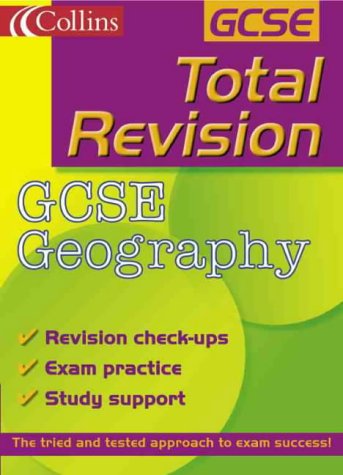 Collins
GCSE
Total
Revision
GCSE
Geography
Revision check-ups
Exam practice
Study support
The tried and tested approach to exam success!